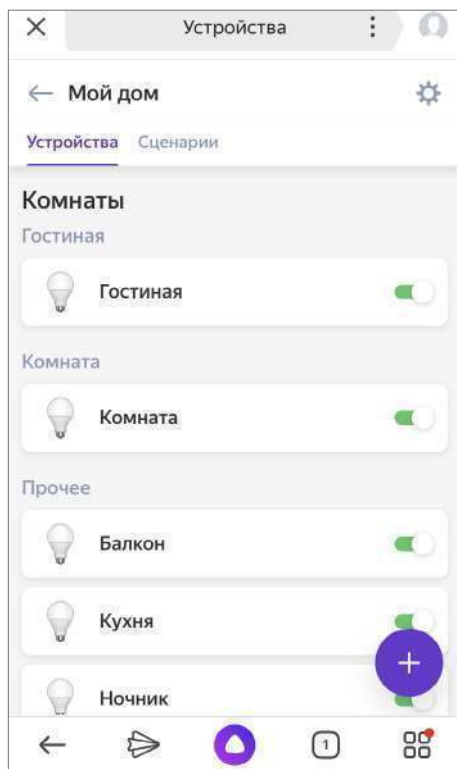 Устройства
Мой дом
Устройства Сценарии
Комнаты
Гостиная
Гостиная
Комната
Комната
Прочее
Балкон
Кухня
Ночник
1